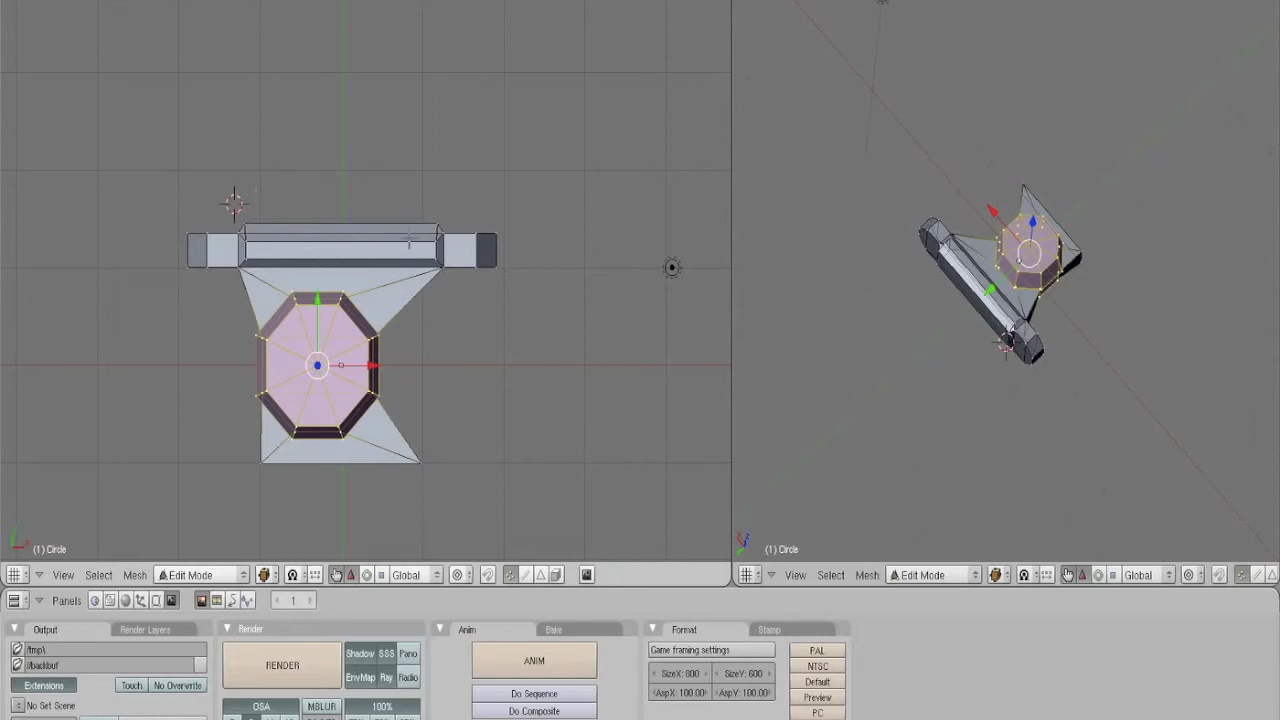 (1) Circle
(1) Circle
View Select Mesh Edit Mode Global
View Select Mesh Edit Mode Global
Panels 1
Output Render Layers Render Anim Bake Format Stamp
/tmp\
//backbuf
Extensions Touch No Overwrite
No Set Scene
RENDER
Shadow SSS Pano
EnvMap Ray Radio
OSA MBLUR 100%
ANIM
Do Sequence
Do Composite
Game framing settings
SizeX: 800 SizeY: 600
AspX: 100.00 AspY: 100.00
PAL
NTSC
Default
Preview
PC